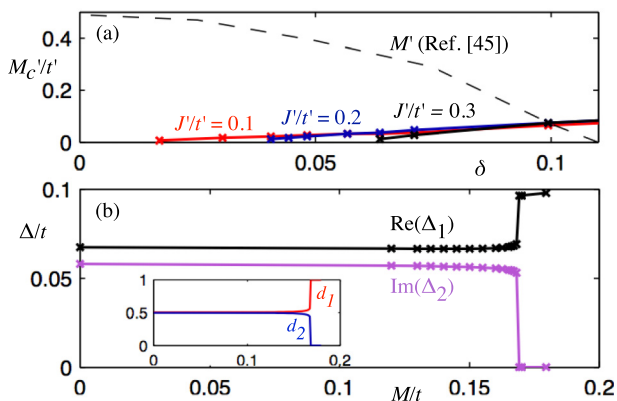 0.4
(a)
M' (Ref. [45])
M_c'/t'
0.2
J'/t' = 0.1
J'/t' = 0.2
J'/t' = 0.3
0
0
0.05
δ
0.1
0.1
(b)
Re(Δ_1)
Δ/t
0.05
Im(Δ_2)
1
0.5
0
d_1
d_2
0
0.1
0.2
0
0
0.05
0.1
0.15
0.2
M/t